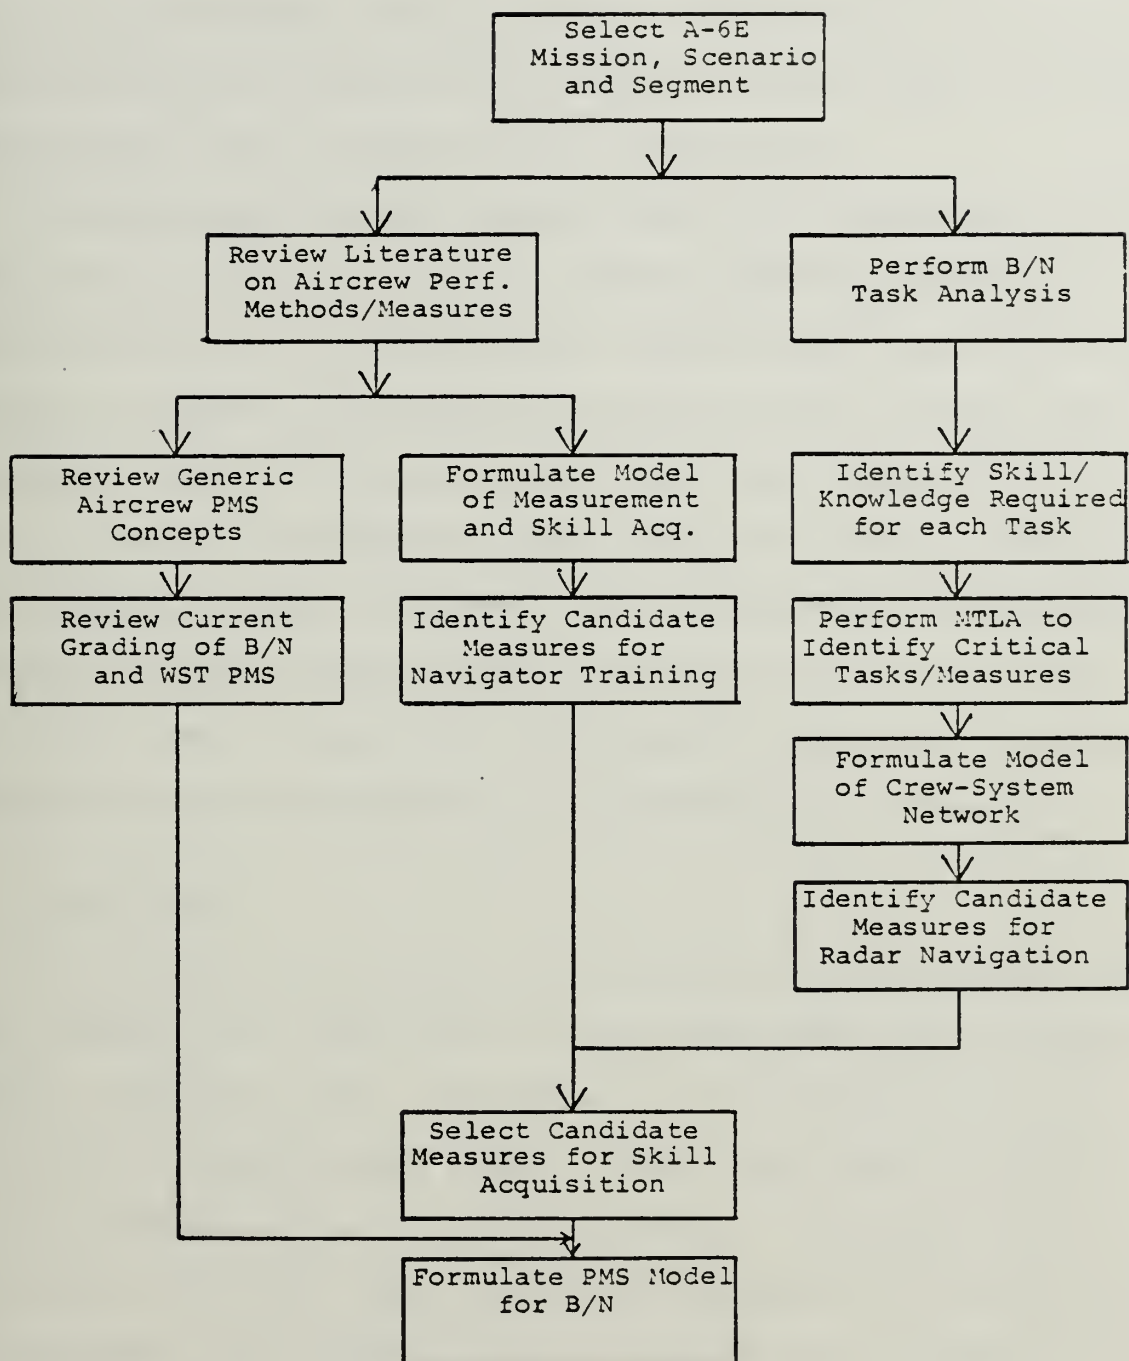 Select A-6E
Mission, Scenario
and Segment
Review Literature
on Aircrew Perf.
Methods/Measures
Perform B/N
Task Analysis
Review Generic
Aircrew PMS
Concepts
Formulate Model
of Measurement
and Skill Acq.
Identify Skill/
Knowledge Required
for each Task
Review Current
Grading of B/N
and WST PMS
Identify Candidate
Measures for
Navigator Training
Perform MTLA to
Identify Critical
Tasks/Measures
Formulate Model
of Crew-System
Network
Identify Candidate
Measures for
Radar Navigation
Select Candidate
Measures for Skill
Acquisition
Formulate PMS Model
for B/N